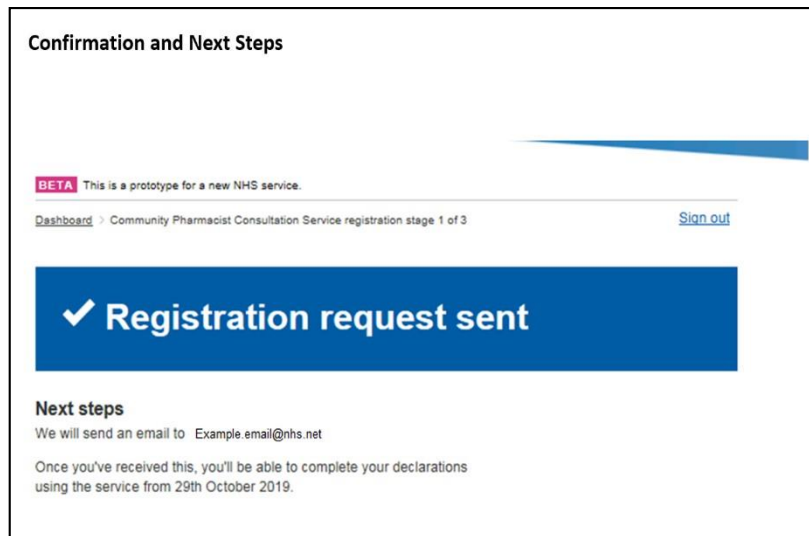 Confirmation and Next Steps
BETA This is a prototype for a new NHS service.
Dashboard > Community Pharmacist Consultation Service registration stage 1 of 3 Sign out
✔ Registration request sent
Next steps
We will send an email to Example.email@nhs.net
Once you've received this, you'll be able to complete your declarations
using the service from 29th October 2019.